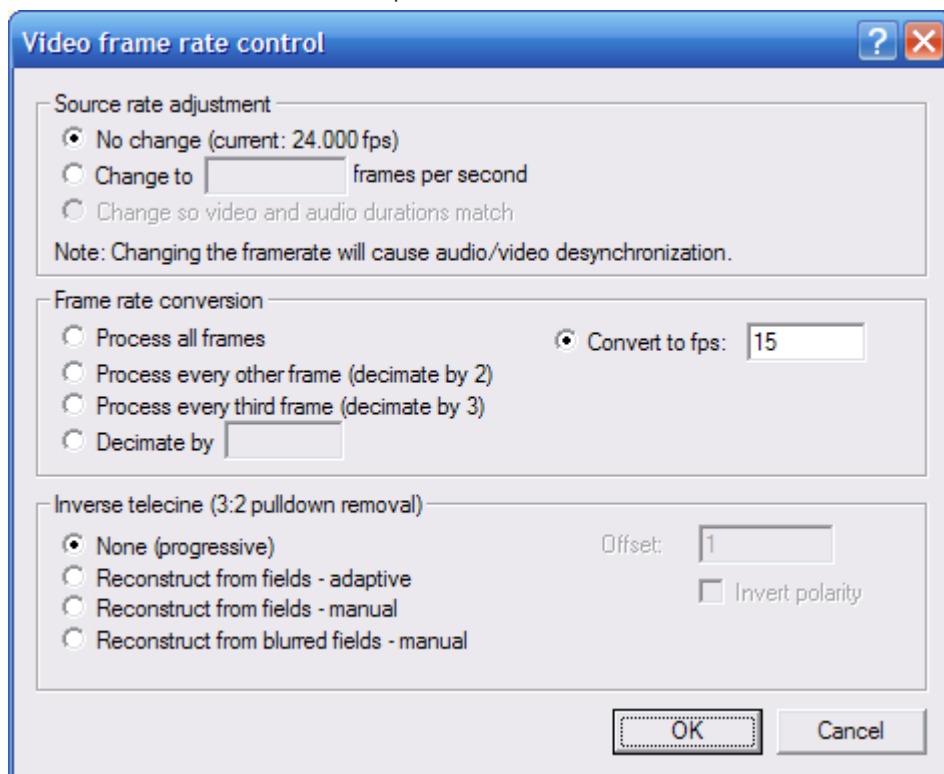 Video frame rate control
Source rate adjustment
No change (current: 24.000 fps)
Change to frames per second
Change so video and audio durations match
Note: Changing the framerate will cause audio/video desynchronization.
Frame rate conversion
Process all frames
Convert to fps: 15
Process every other frame (decimate by 2)
Process every third frame (decimate by 3)
Decimate by
Inverse telecine (3:2 pulldown removal)
None (progressive)
Offset: 1
Reconstruct from fields - adaptive
Invert polarity
Reconstruct from fields - manual
Reconstruct from blurred fields - manual
OK Cancel